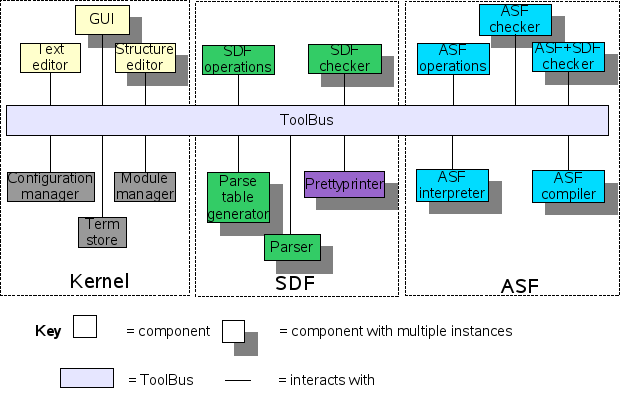 GUI
Text
editor
Structure
editor
SDF
operations
SDF
checker
ASF
checker
ASF
operations
ASF+SDF
checker
ToolBus
Configuration
manager
Module
manager
Term
store
Parse
table
generator
Prettyprinter
Parser
ASF
interpreter
ASF
compiler
Kernel
SDF
ASF
Key
= component
= component with multiple instances
= ToolBus
= interacts with